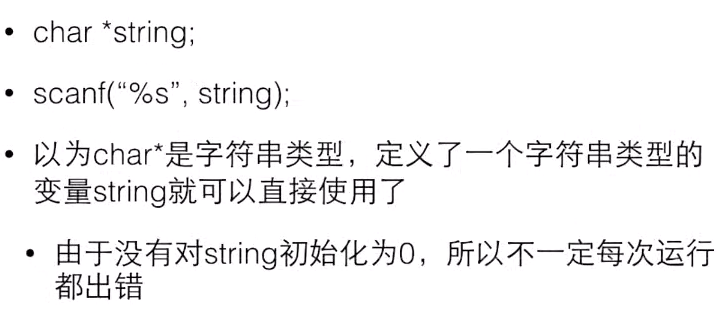 • char *string;
• scanf(“%s”, string);
• 以为char*是字符串类型，定义了一个字符串类型的
变量string就可以直接使用了
• 由于没有对string初始化为0，所以不一定每次运行
都出错